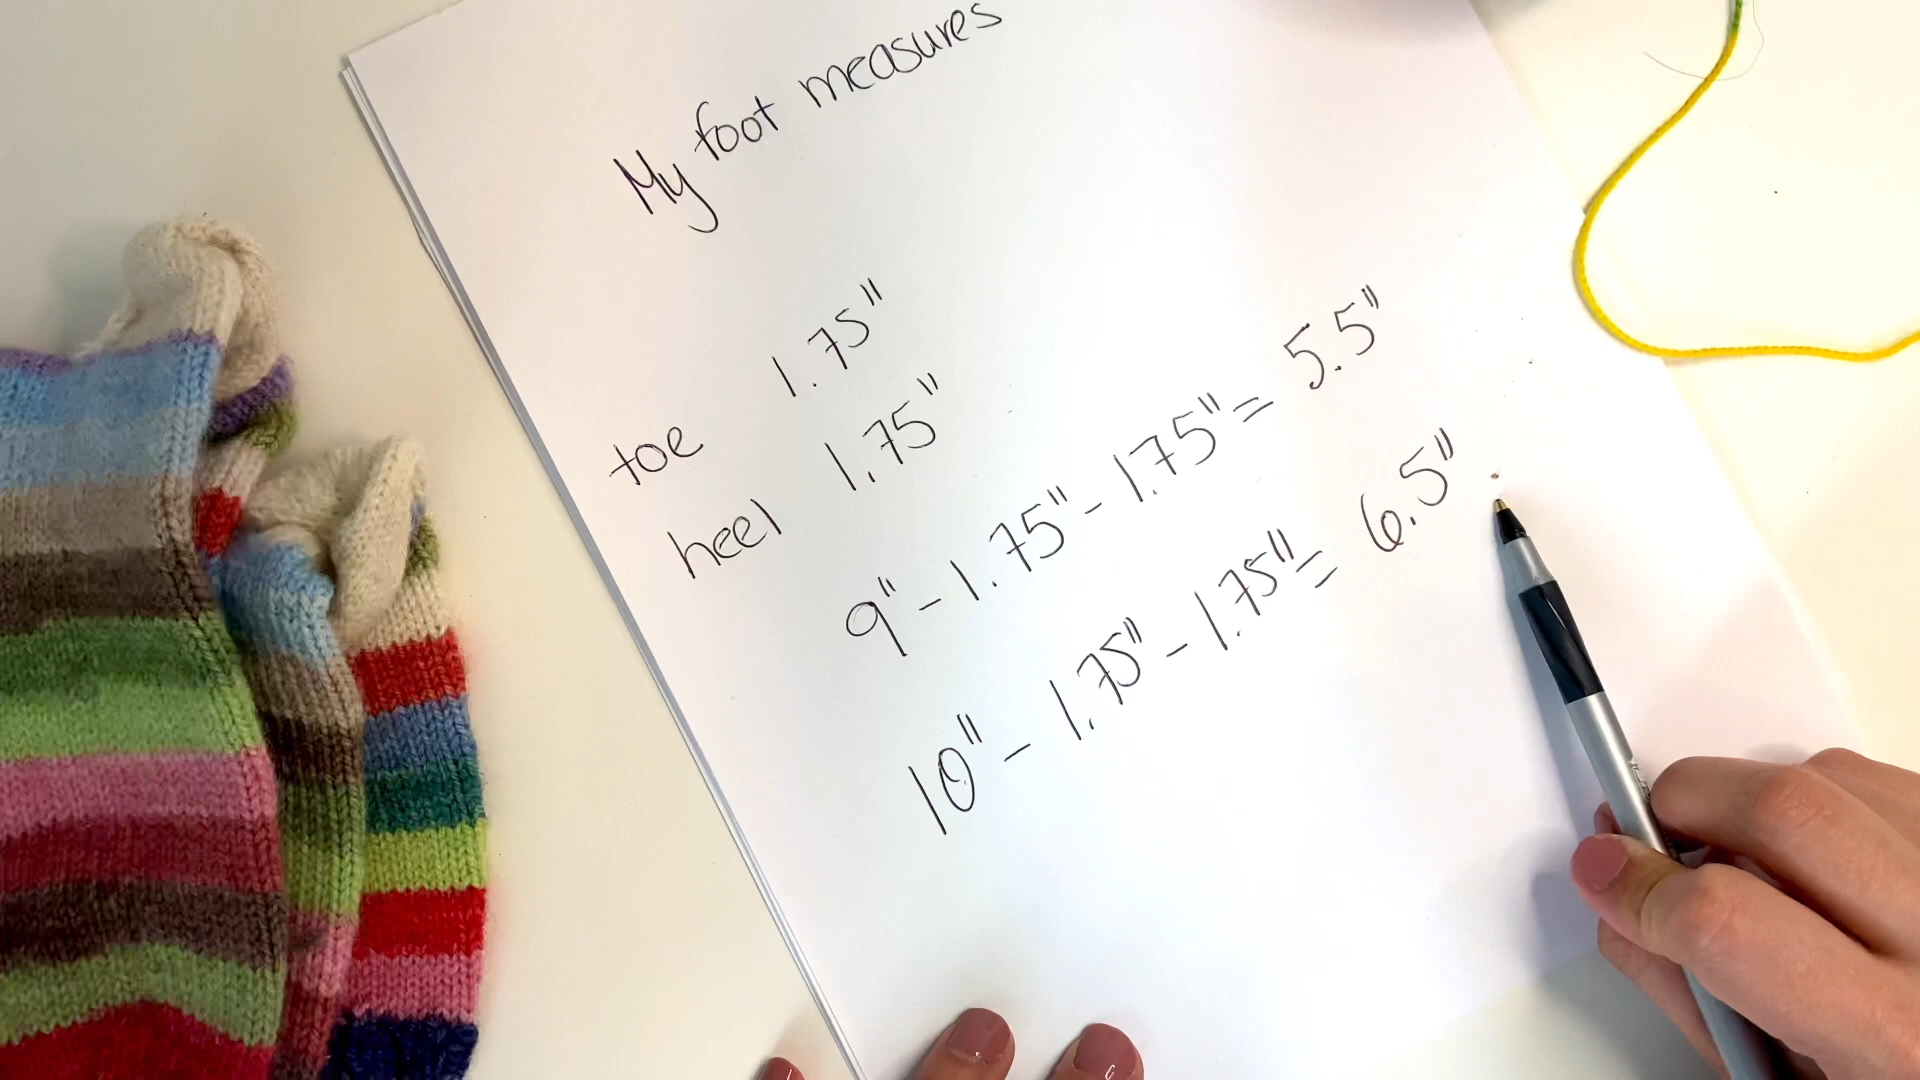 My foot measures
toe 1.75"
heel 1.75"
9" - 1.75" - 1.75" = 5.5"
10" - 1.75" - 1.75" = 6.5"